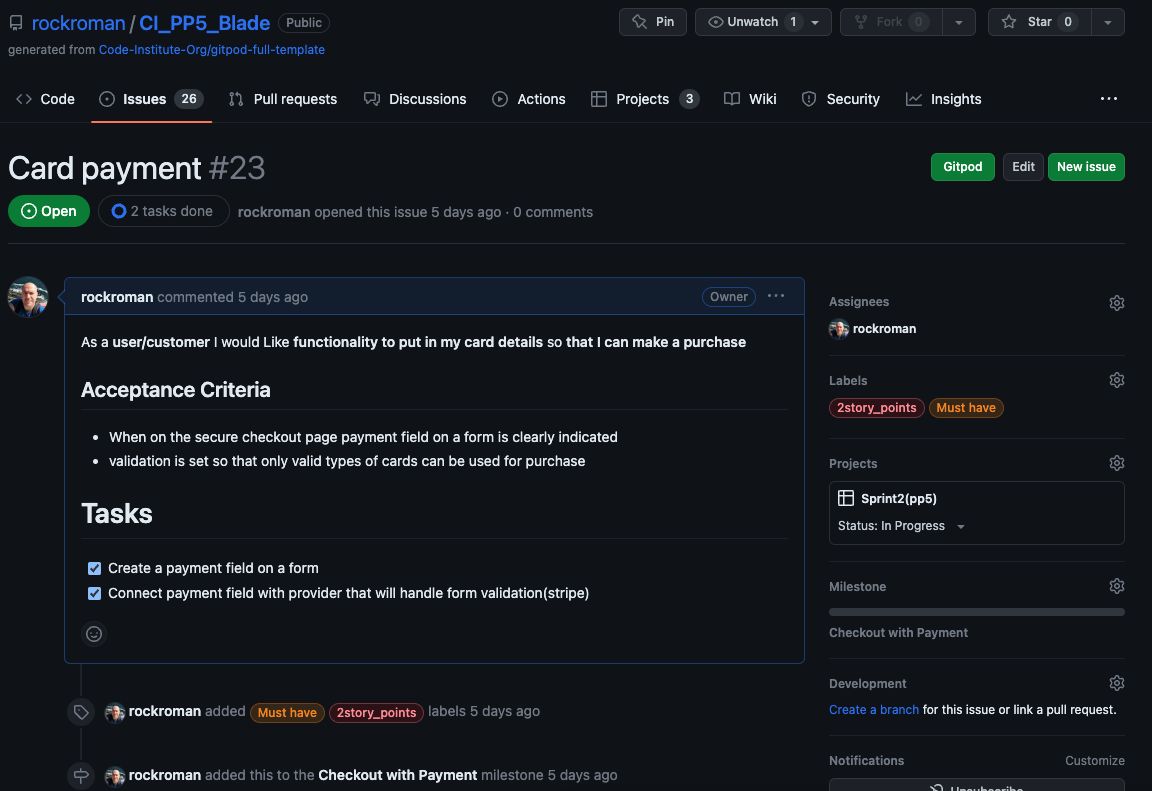 rockroman / CI_PP5_Blade Public Pin Unwatch 1 Fork 0 Star 0
generated from Code-Institute-Org/gitpod-full-template
Code Issues 26 Pull requests Discussions Actions Projects 3 Wiki Security Insights ...
Card payment #23 Gitpod Edit New issue
Open 2 tasks done rockroman opened this issue 5 days ago · 0 comments
rockroman commented 5 days ago Owner ...
As a user/customer I would Like functionality to put in my card details so that I can make a purchase
Acceptance Criteria
• When on the secure checkout page payment field on a form is clearly indicated
• validation is set so that only valid types of cards can be used for purchase
Tasks
Create a payment field on a form
Connect payment field with provider that will handle form validation(stripe)
rockroman added Must have 2story_points labels 5 days ago
rockroman added this to the Checkout with Payment milestone 5 days ago
Assignees
rockroman
Labels
2story_points Must have
Projects
Sprint2(pp5)
Status: In Progress
Milestone
Checkout with Payment
Development
Create a branch for this issue or link a pull request.
Notifications Customize
Unsubscribe